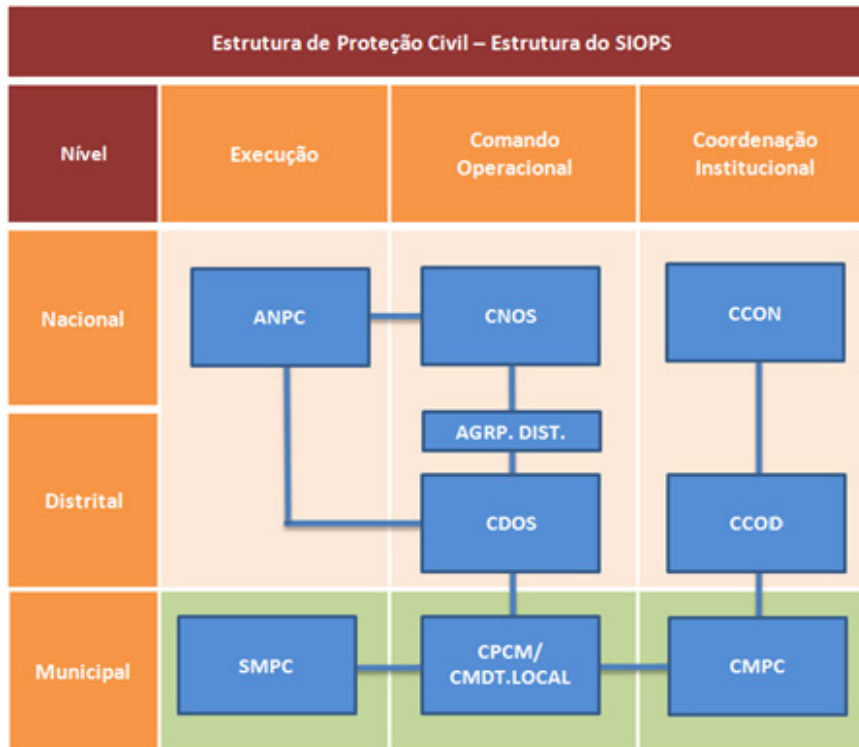 Estrutura de Proteção Civil – Estrutura do SIOPS
Nível
Execução
Comando
Operacional
Coordenação
Institucional
Nacional
ANPC
CNOS
CCON
AGRP. DIST.
Distrital
CDOS
CCOD
Municipal
SMPC
CPCM/
CMDT.LOCAL
CMPC